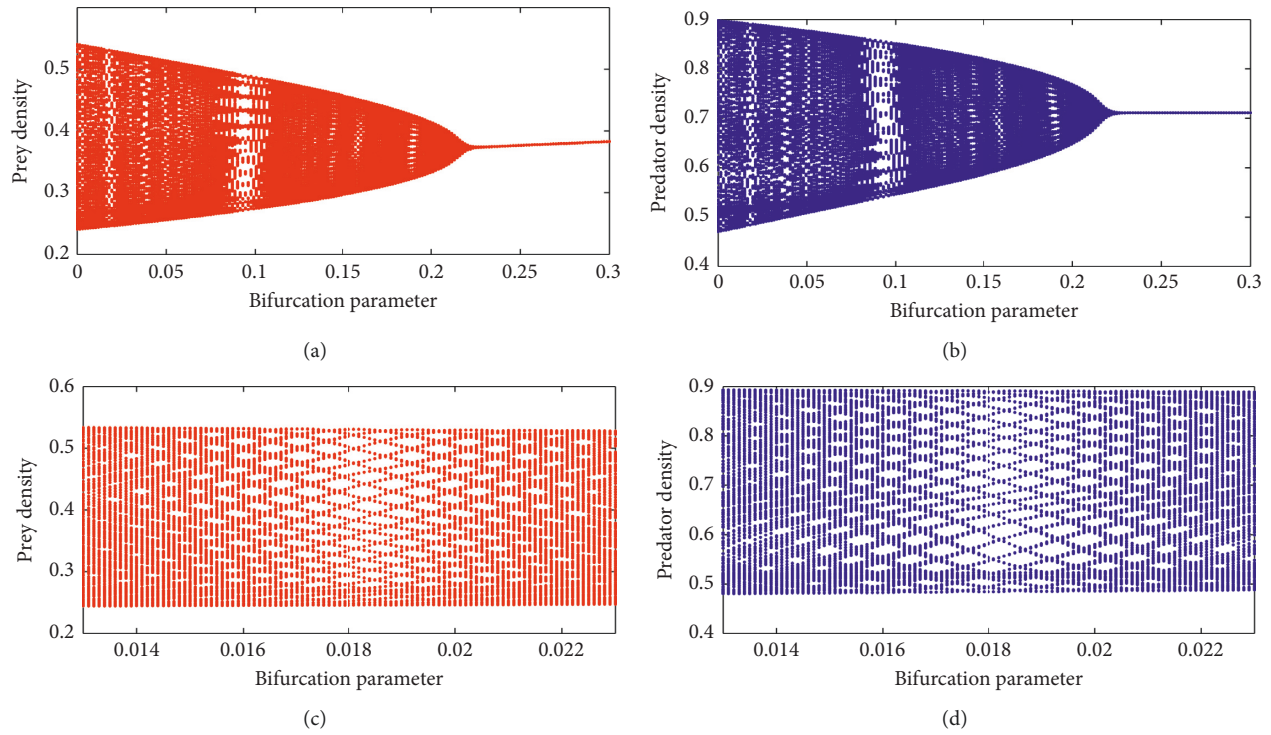 0.5
0.4
0.3
0.2
Prey density
0 0.05 0.1 0.15 0.2 0.25 0.3
Bifurcation parameter
(a)
0.9
0.8
0.7
0.6
0.5
0.4
Predator density
0 0.05 0.1 0.15 0.2 0.25 0.3
Bifurcation parameter
(b)
0.6
0.5
0.4
0.3
0.2
Prey density
0.014 0.016 0.018 0.02 0.022
Bifurcation parameter
(c)
0.9
0.8
0.7
0.6
0.5
0.4
Predator density
0.014 0.016 0.018 0.02 0.022
Bifurcation parameter
(d)